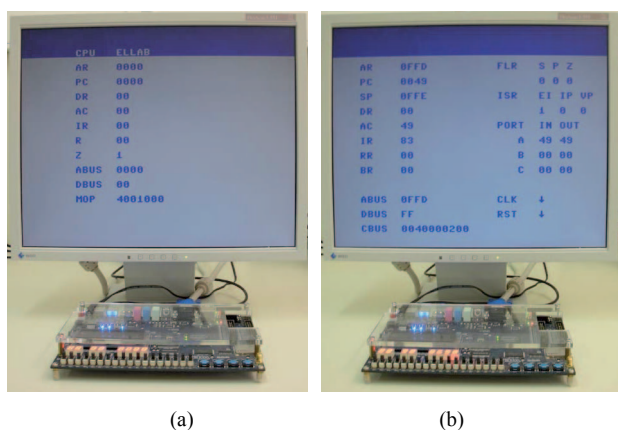 CPU ELLAB
AR 0000
PC 0000
DR 00
AC 00
IR 00
R 00
Z 1
ABUS 0000
DBUS 00
MOP 4001000
AR 0FFD FLR S P Z
PC 0049 0 0 0
SP 0FFE ISR EI IP VP
DR 00 1 0 0
AC 49 PORT IN OUT
IR 83 A 49 49
RR 00 B 00 00
BR 00 C 00 00
ABUS 0FFD CLK ↓
DBUS FF RST ↓
CBUS 0040000200
(a) (b)